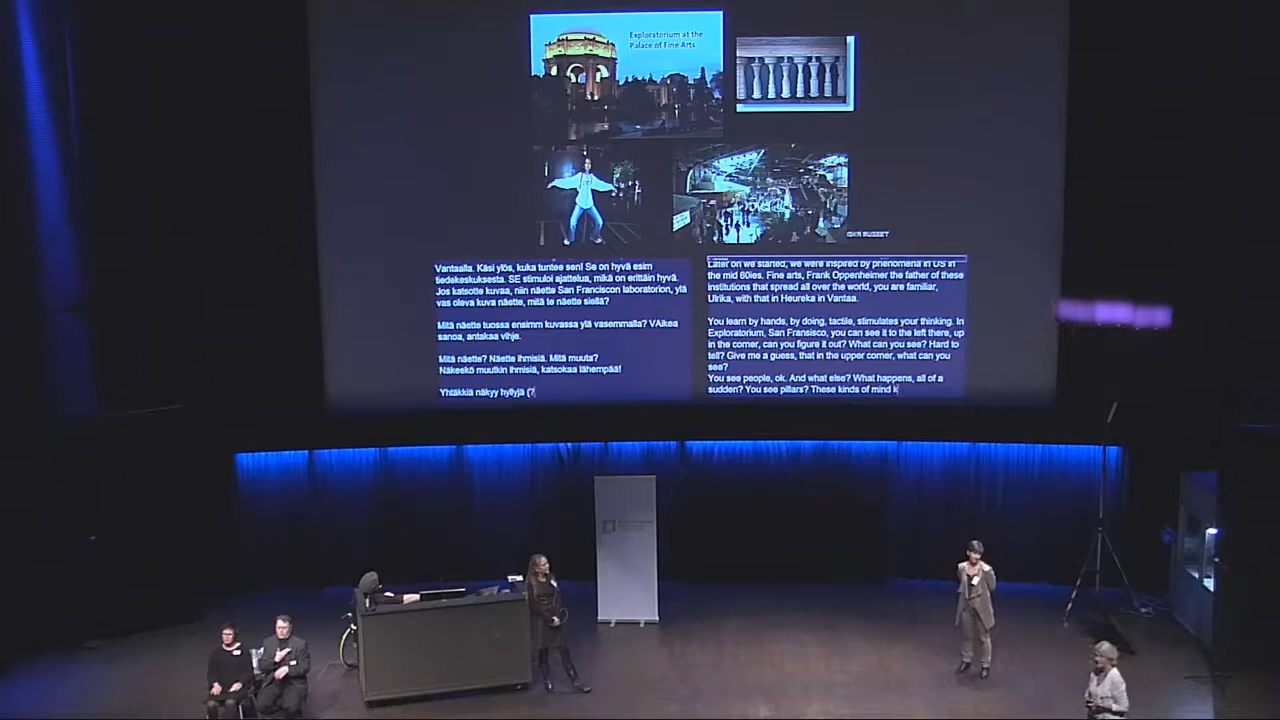 Exploratorium at the
Palace of Fine Arts
Vantaalla. Käsi ylös, kuka tuntee sen! Se on hyvä esim
tiedekeskuksesta. SE stimuloi ajattelua, mikä on erittäin hyvä.
Jos katsotte kuvaa, niin näette San Franciscon laboratorion, ylä
vas oleva kuva näette, mitä te näette siellä?
Mitä näette tuossa ensimm kuvassa ylä vasemmalla? VAikea
sanoa, antakaa vihje.
Mitä näette? Näette ihmisiä. Mitä muuta?
Näkeekö muutkin ihmisiä, katsokaa lähempää!
Yhtäkkiä näkyy hyllyjä (?
Later on we started, we were inspired by phenomena in US in
the mid 60ies. Fine arts, Frank Oppenheimer the father of these
institutions that spread all over the world, you are familiar,
Ulrika, with that in Heureka in Vantaa.
You learn by hands, by doing, tactile, stimulates your thinking. In
Exploratorium, San Fransisco, you can see it to the left there, up
in the corner, can you figure it out? What can you see? Hard to
tell? Give me a guess, that in the upper corner, what can you
see?
You see people, ok. And what else? What happens, all of a
sudden? You see pillars? These kinds of mind k